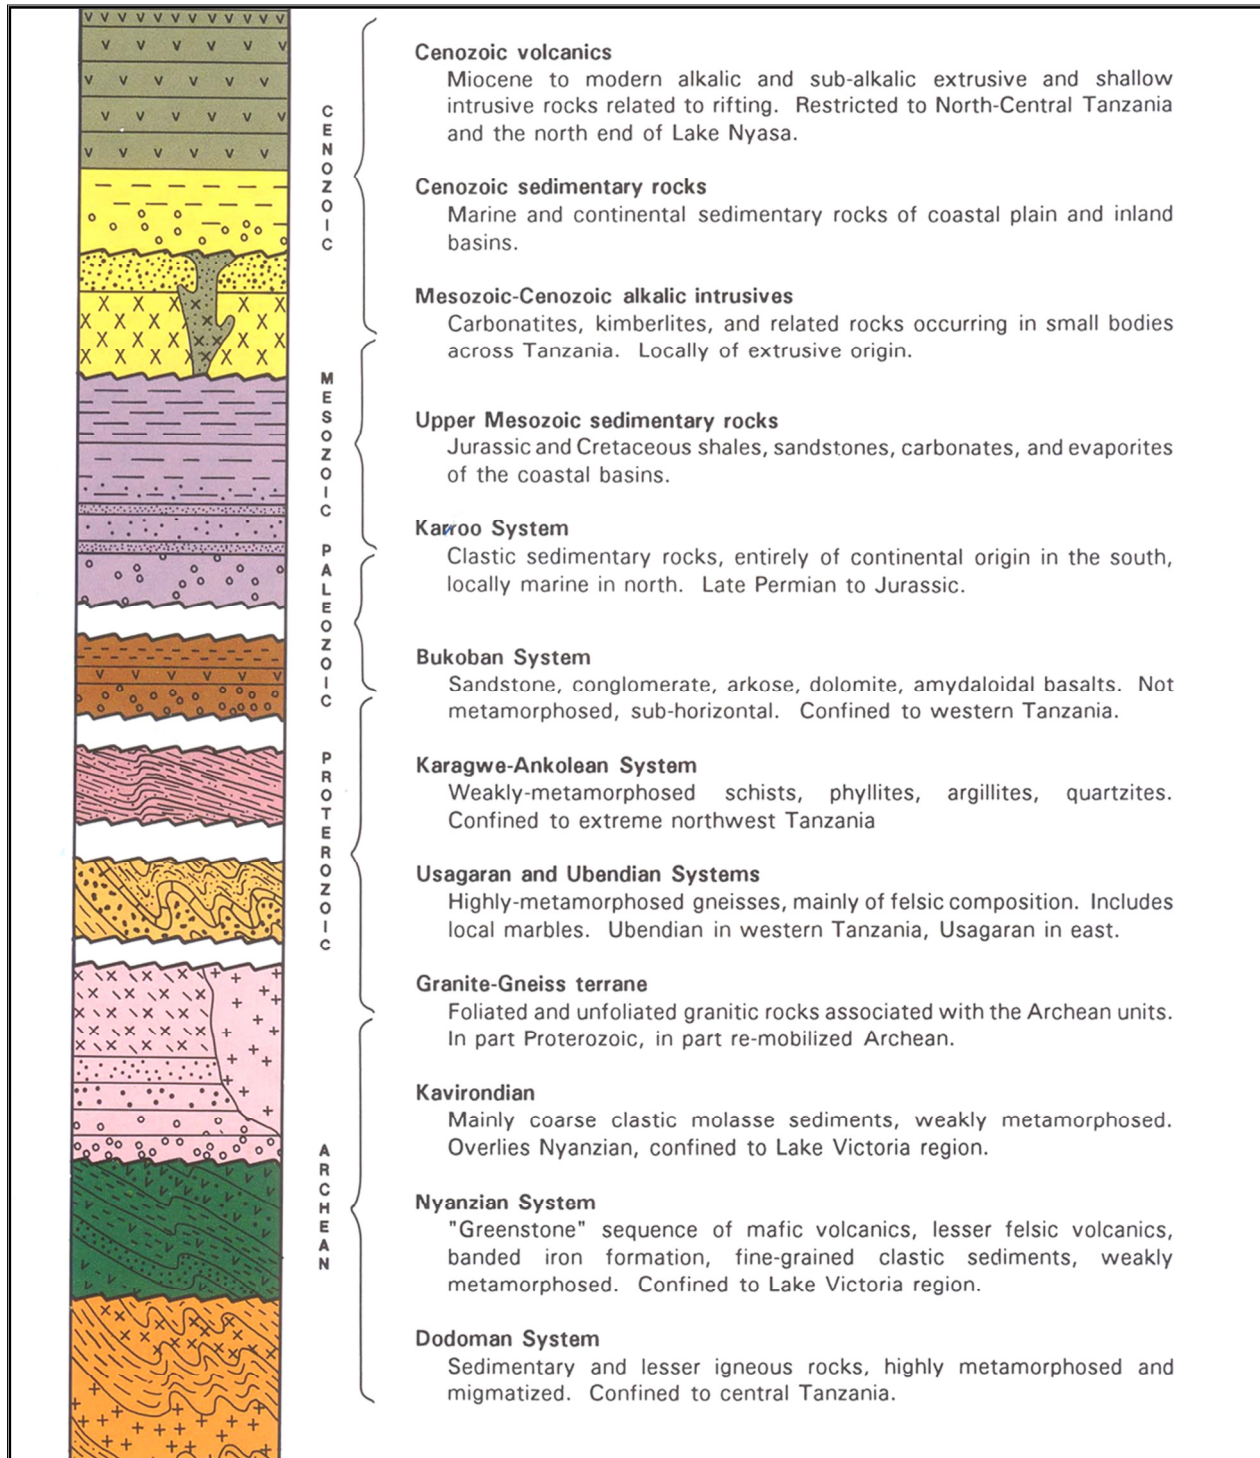 Cenozoic volcanics
Miocene to modern alkalic and sub-alkalic extrusive and shallow
intrusive rocks related to rifting. Restricted to North-Central Tanzania
and the north end of Lake Nyasa.
CENOZOIC
Cenozoic sedimentary rocks
Marine and continental sedimentary rocks of coastal plain and inland
basins.
Mesozoic-Cenozoic alkalic intrusives
Carbonatites, kimberlites, and related rocks occurring in small bodies
across Tanzania. Locally of extrusive origin.
MESOZOIC
Upper Mesozoic sedimentary rocks
Jurassic and Cretaceous shales, sandstones, carbonates, and evaporites
of the coastal basins.
Karroo System
Clastic sedimentary rocks, entirely of continental origin in the south,
locally marine in north. Late Permian to Jurassic.
PALEOZOIC
Bukoban System
Sandstone, conglomerate, arkose, dolomite, amydaloidal basalts. Not
metamorphosed, sub-horizontal. Confined to western Tanzania.
PROTEROZOIC
Karagwe-Ankolean System
Weakly-metamorphosed schists, phyllites, argillites, quartzites.
Confined to extreme northwest Tanzania
Usagaran and Ubendian Systems
Highly-metamorphosed gneisses, mainly of felsic composition. Includes
local marbles. Ubendian in western Tanzania, Usagaran in east.
Granite-Gneiss terrane
Foliated and unfoliated granitic rocks associated with the Archean units.
In part Proterozoic, in part re-mobilized Archean.
Kavirondian
Mainly coarse clastic molasse sediments, weakly metamorphosed.
Overlies Nyanzian, confined to Lake Victoria region.
ARCHEAN
Nyanzian System
"Greenstone" sequence of mafic volcanics, lesser felsic volcanics,
banded iron formation, fine-grained clastic sediments, weakly
metamorphosed. Confined to Lake Victoria region.
Dodoman System
Sedimentary and lesser igneous rocks, highly metamorphosed and
migmatized. Confined to central Tanzania.